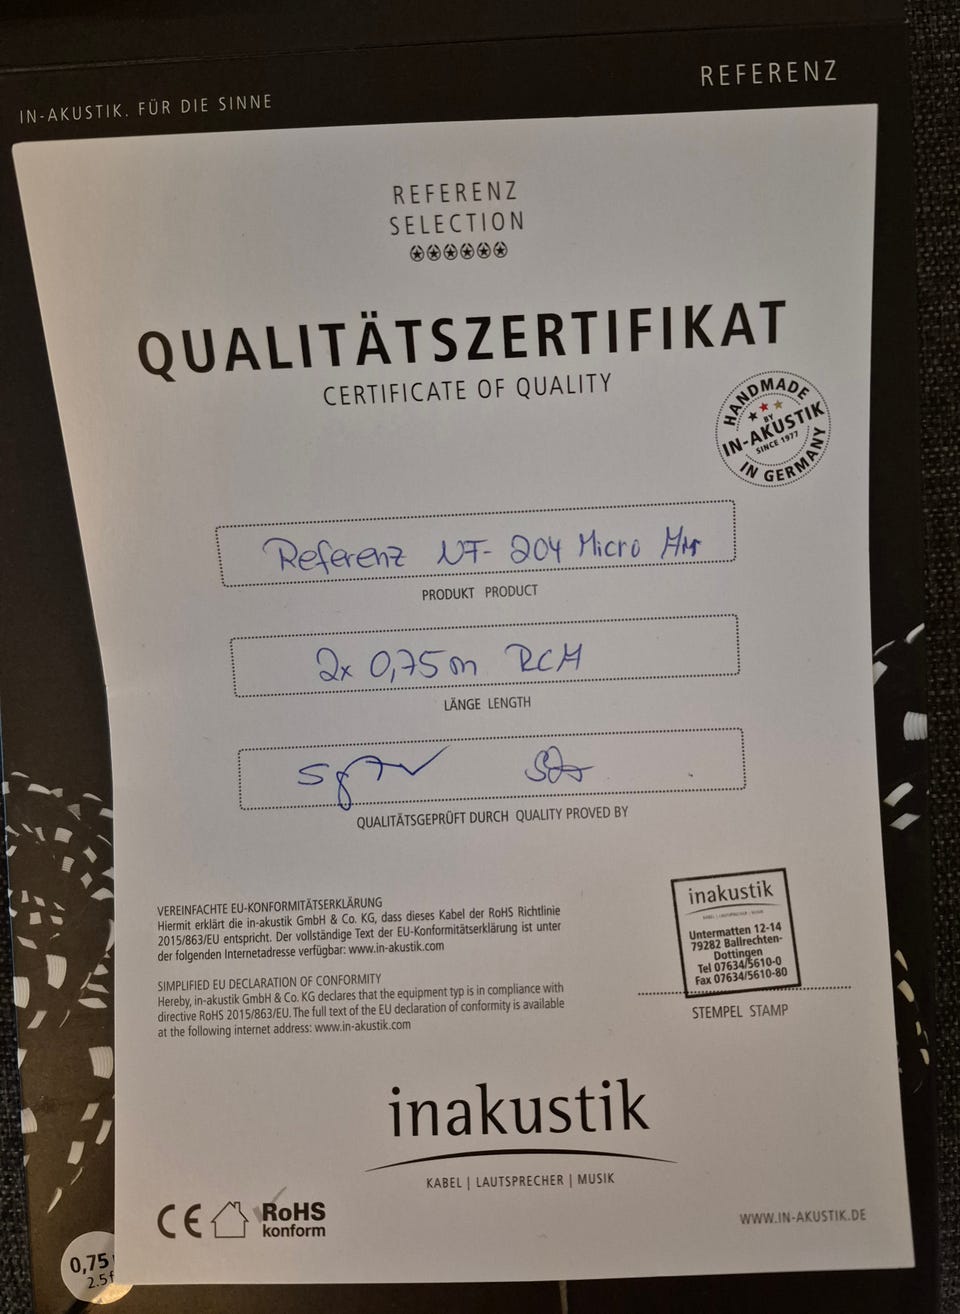 REFERENZ
IN-AKUSTIK. FÜR DIE SINNE
REFERENZ
SELECTION
QUALITÄTSZERTIFIKAT
CERTIFICATE OF QUALITY
HANDMADE
BY
IN-AKUSTIK
SINCE 1977
IN GERMANY
Referenz NF-204 Micro Air
PRODUKT PRODUCT
2x 0,75m RCA
LÄNGE LENGTH
QUALITÄTSGEPRÜFT DURCH QUALITY PROVED BY
VEREINFACHTE EU-KONFORMITÄTSERKLÄRUNG
Hiermit erklärt die in-akustik GmbH & Co. KG, dass dieses Kabel der RoHS Richtlinie
2015/863/EU entspricht. Der vollständige Text der EU-Konformitätserklärung ist unter
der folgenden Internetadresse verfügbar: www.in-akustik.com
SIMPLIFIED EU DECLARATION OF CONFORMITY
Hereby, in-akustik GmbH & Co. KG declares that the equipment typ is in compliance with
directive RoHS 2015/863/EU. The full text of the EU declaration of conformity is available
at the following internet address: www.in-akustik.com
inakustik
KABEL | LAUTSPRECHER | MUSIK
Untermatten 12-14
79282 Ballrechten-
Dottingen
Tel 07634/5610-0
Fax 07634/5610-80
STEMPEL STAMP
inakustik
KABEL | LAUTSPRECHER | MUSIK
CE RoHS
konform
WWW.IN-AKUSTIK.DE
0,75
2.5f